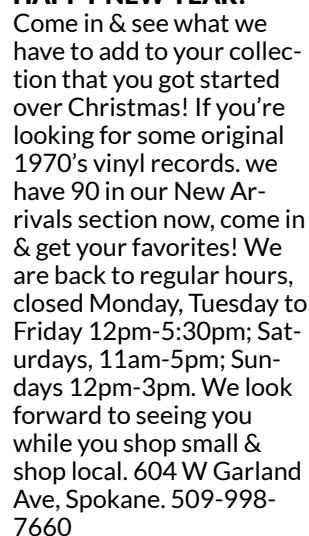 HAPPY NEW YEAR!
Come in & see what we
have to add to your collec-
tion that you got started
over Christmas! If you're
looking for some original
1970's vinyl records. we
have 90 in our New Ar-
rivals section now, come in
& get your favorites! We
are back to regular hours,
closed Monday, Tuesday to
Friday 12pm-5:30pm; Sat-
urdays, 11am-5pm; Sun-
days 12pm-3pm. We look
forward to seeing you
while you shop small &
shop local. 604 W Garland
Ave, Spokane. 509-998-
7660